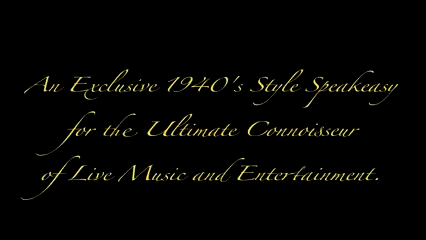 An Exclusive 1940's Style Speakeasy
for the Ultimate Connoisseur
of Live Music and Entertainment.